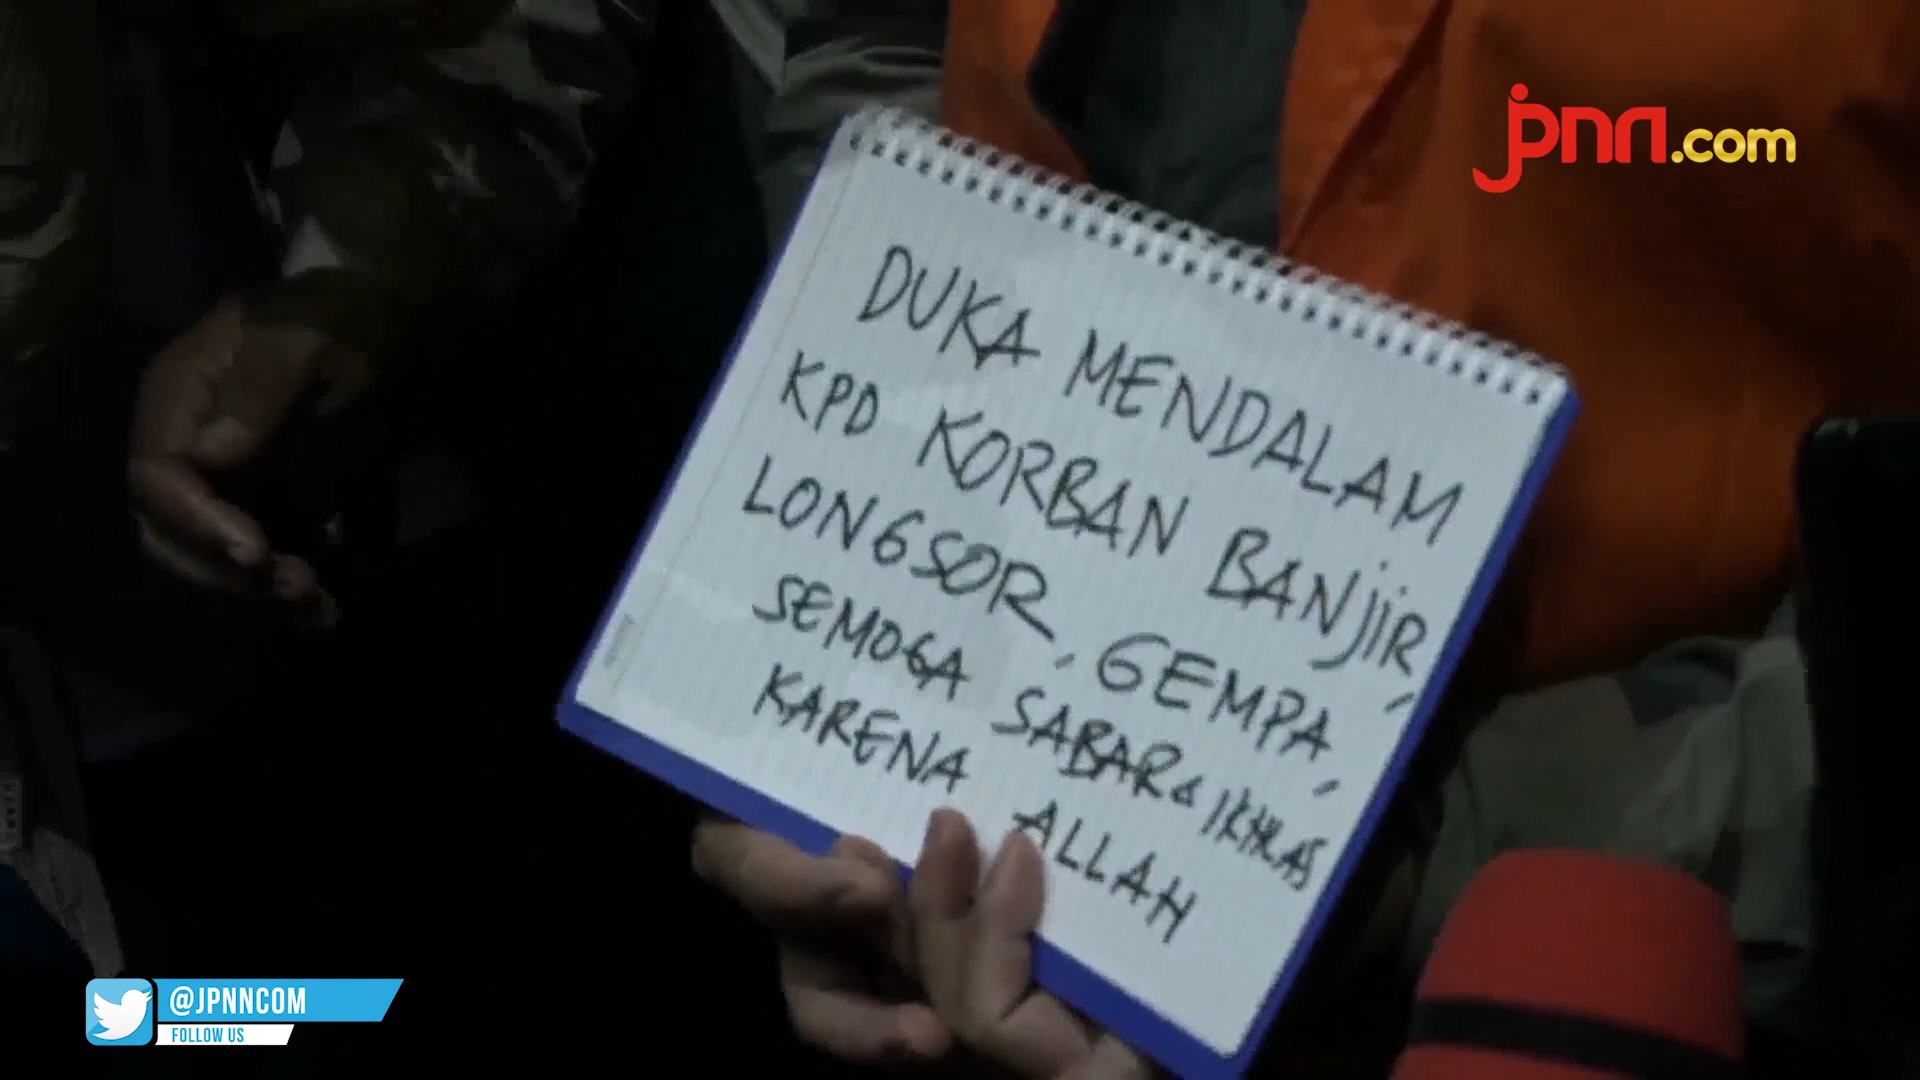 jpnn.com
DUKA MENDALAM
KPD KORBAN BANJIR,
LONGSOR, GEMPA,
SEMOGA SABAR & IKHLAS
KARENA ALLAH
@JPNNCOM
FOLLOW US